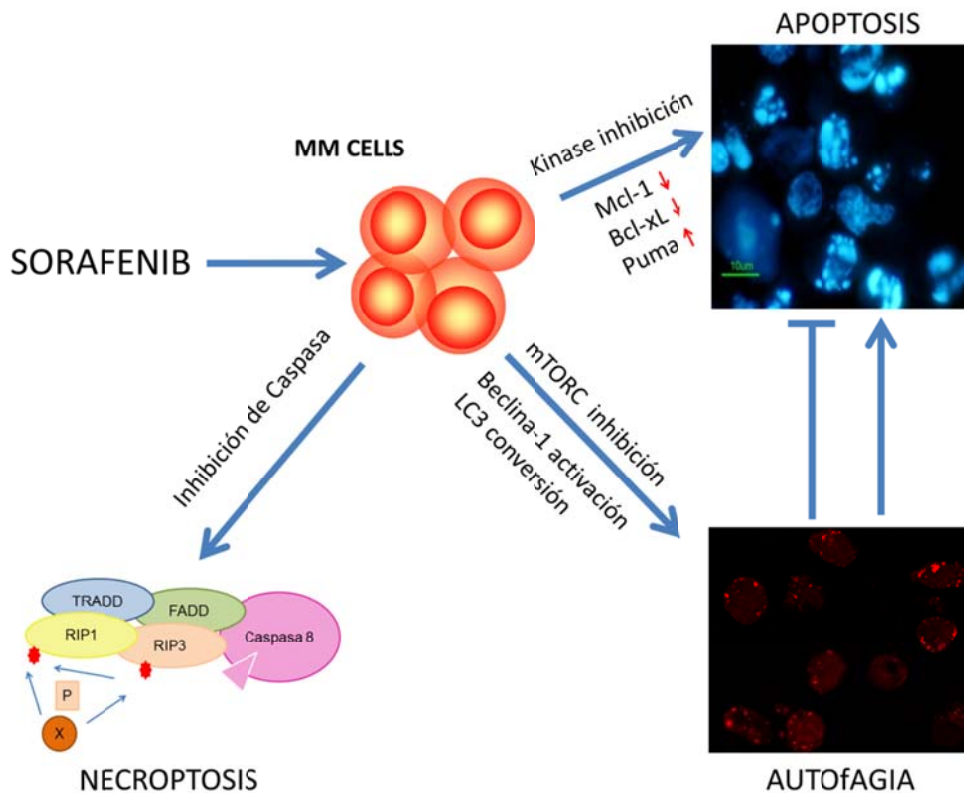 APOPTOSIS
Kinase inhibición
Mcl-1
Bcl-xL
Puma
10um
MM CELLS
SORAFENIB
Inhibición de Caspasa
mTORC inhibición
Beclina-1 activación
LC3 conversión
TRADD
FADD
RIP1
RIP3
Caspasa 8
P
X
NECROPTOSIS
AUTOfAGIA